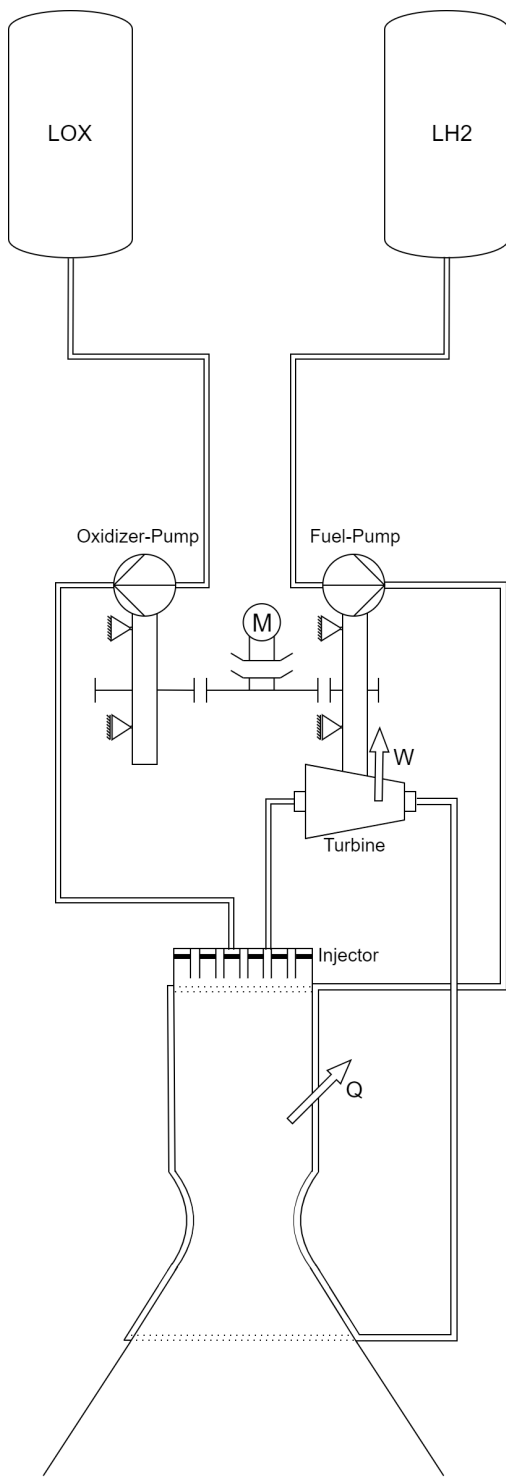 LOX
LH2
Oxidizer-Pump
Fuel-Pump
M
W
Turbine
Injector
Q